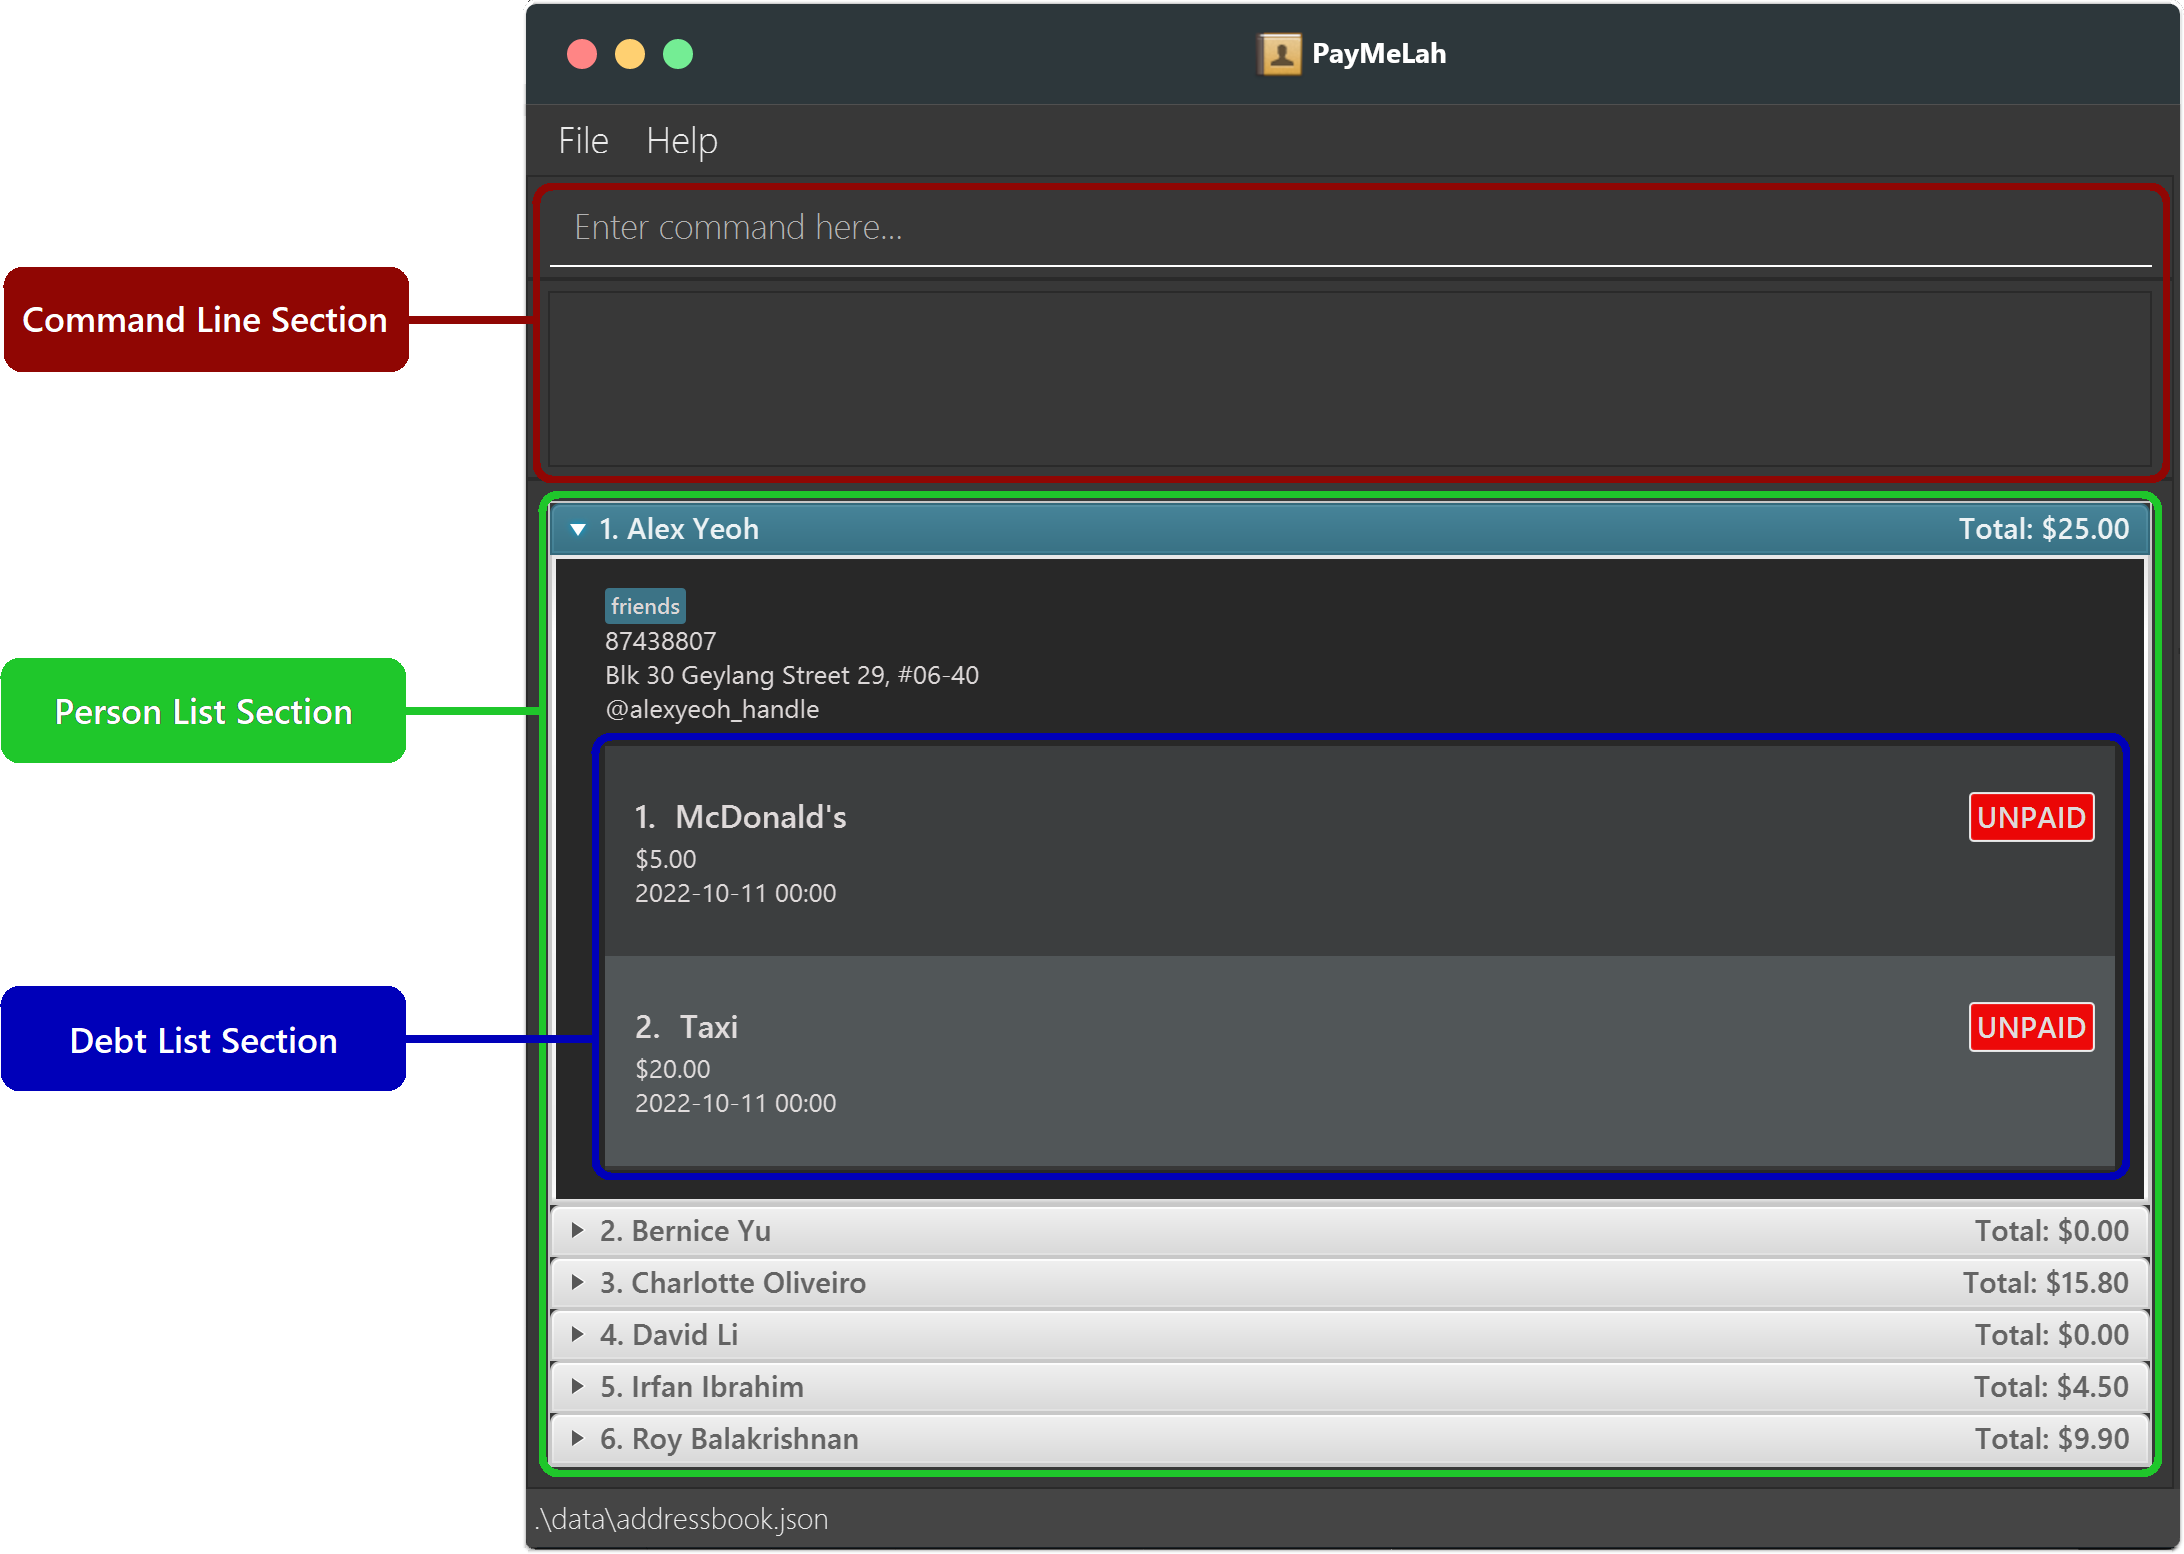 PayMeLah
File Help
Enter command here...
Command Line Section
1. Alex Yeoh Total: $25.00
friends
87438807
Blk 30 Geylang Street 29, #06-40
@alexyeoh_handle
Person List Section
1. McDonald's UNPAID
$5.00
2022-10-11 00:00
2. Taxi UNPAID
$20.00
2022-10-11 00:00
Debt List Section
2. Bernice Yu Total: $0.00
3. Charlotte Oliveiro Total: $15.80
4. David Li Total: $0.00
5. Irfan Ibrahim Total: $4.50
6. Roy Balakrishnan Total: $9.90
.\data\addressbook.json